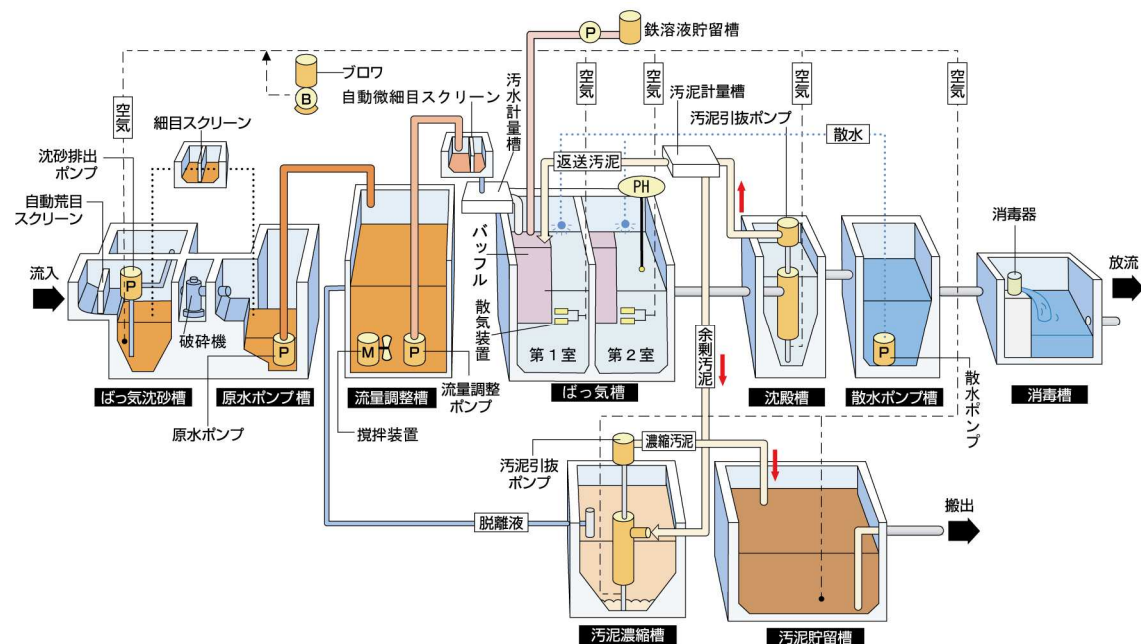 鉄溶液貯留槽
P
ブロワ
B
空気
空気
空気
空気
空気
自動微細目スクリーン
汚水計量槽
汚泥計量槽
汚泥引抜ポンプ
細目スクリーン
散水
沈砂排出
ポンプ
返送汚泥
PH
自動荒目
スクリーン
消毒器
バッフル
流入
放流
P
破砕機
散気装置
余剰汚泥
P
M
P
第1室
第2室
P
ばっ気沈砂槽
原水ポンプ槽
流量調整槽
流量調整
ポンプ
ばっ気槽
沈殿槽
散水ポンプ槽
散水ポンプ
消毒槽
原水ポンプ
撹拌装置
汚泥引抜
ポンプ
濃縮汚泥
脱離液
搬出
汚泥濃縮槽
汚泥貯留槽